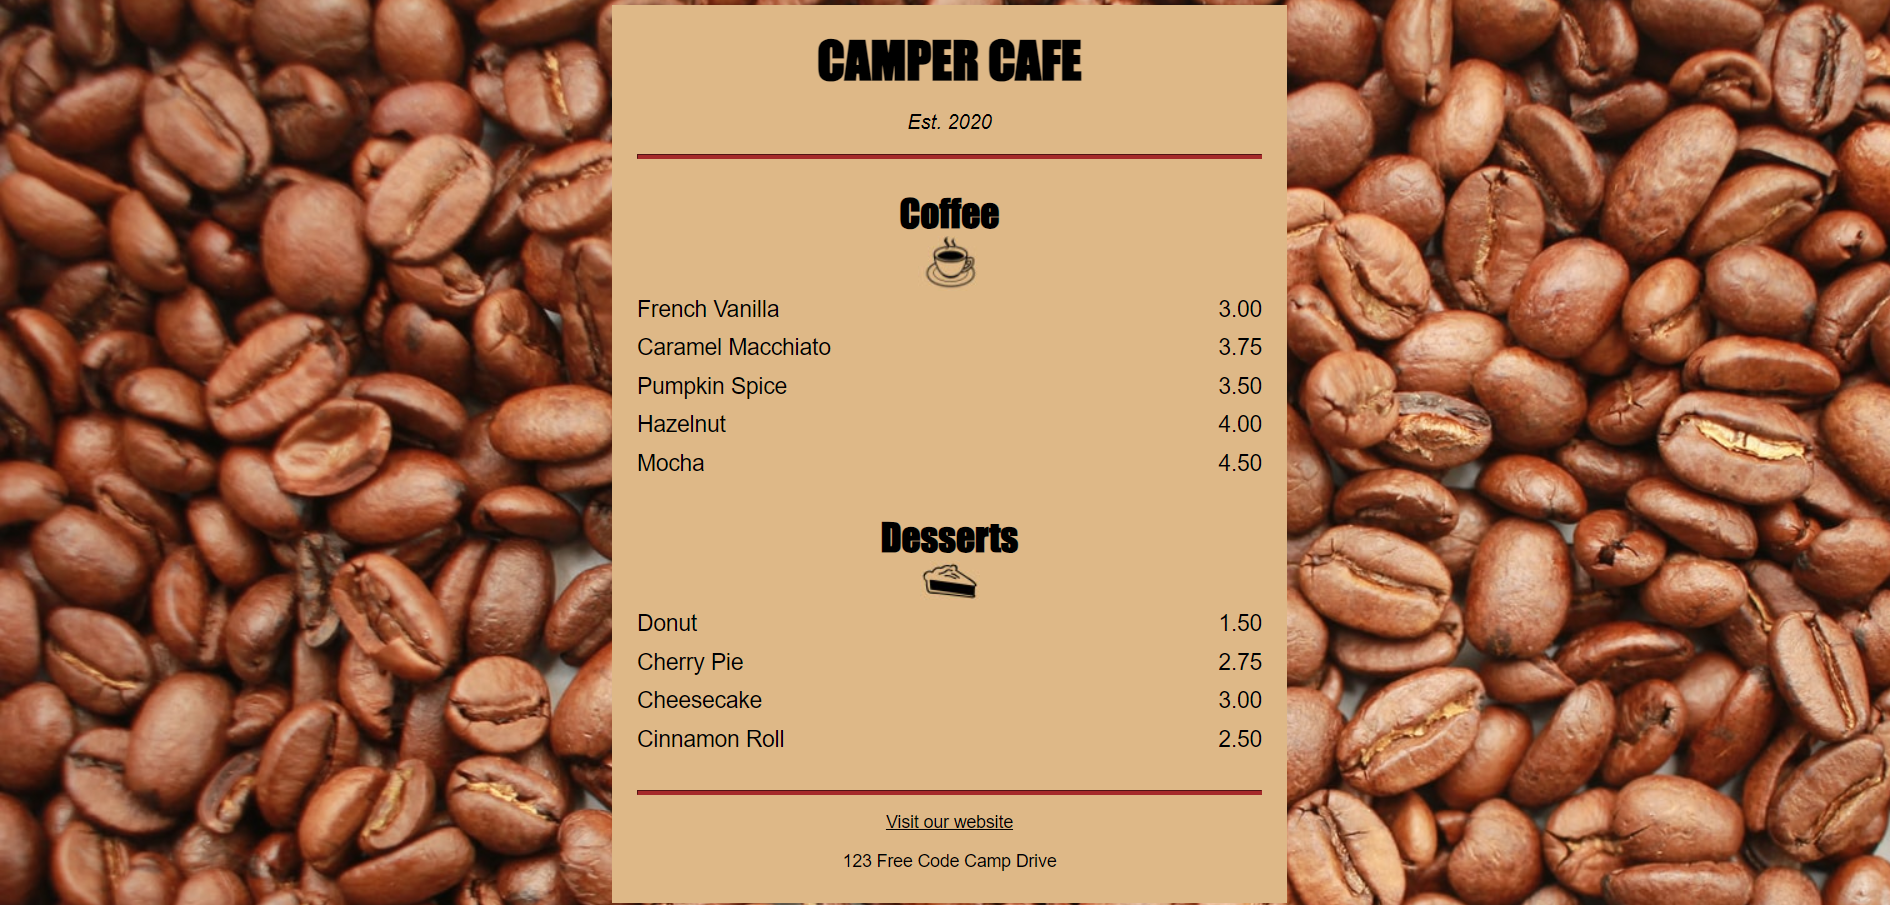 CAMPER CAFE
Est. 2020
Coffee
French Vanilla 3.00
Caramel Macchiato 3.75
Pumpkin Spice 3.50
Hazelnut 4.00
Mocha 4.50
Desserts
Donut 1.50
Cherry Pie 2.75
Cheesecake 3.00
Cinnamon Roll 2.50
Visit our website
123 Free Code Camp Drive